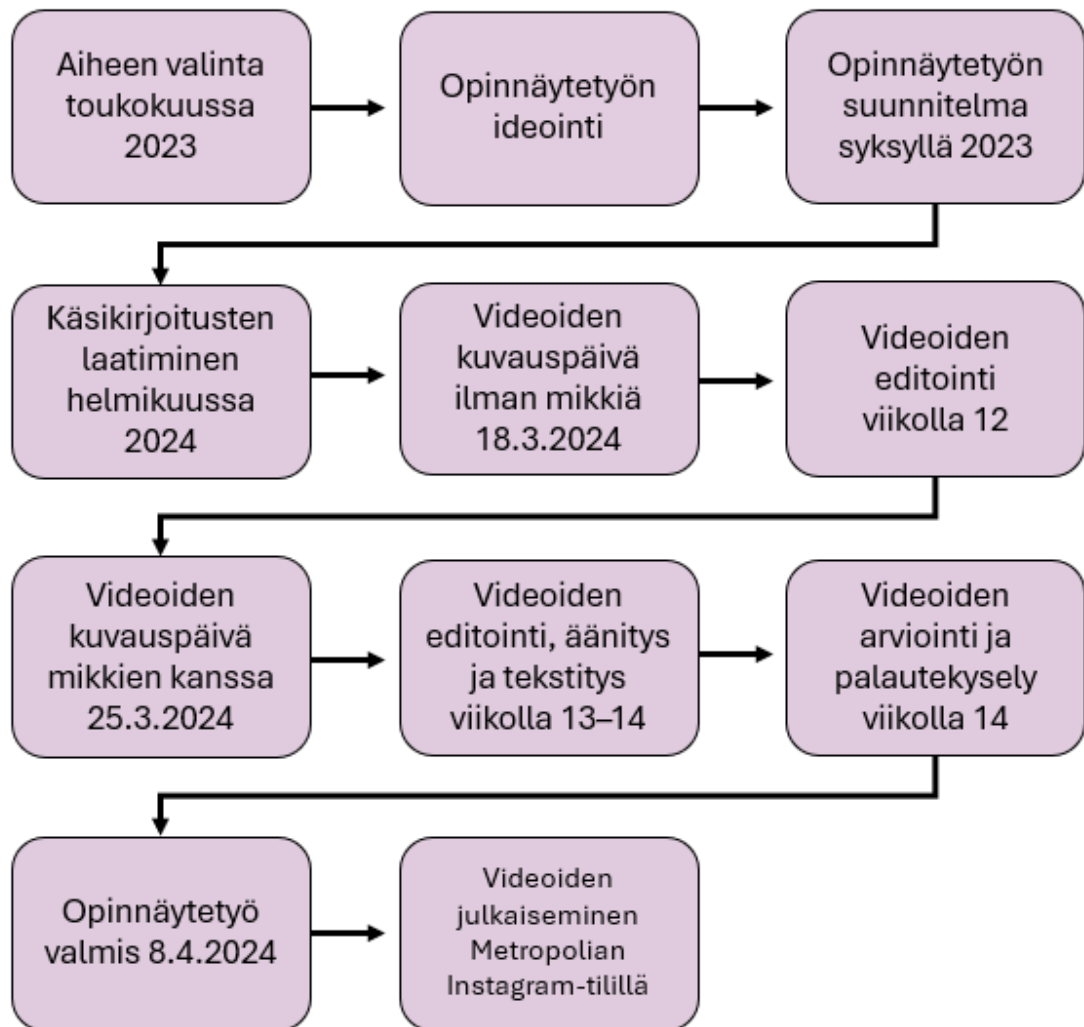 Aiheen valinta
toukokuussa
2023
Opinnäytetyön
ideointi
Opinnäytetyön
suunnitelma
syksyllä 2023
Käsikirjoitusten
laatiminen
helmikuussa
2024
Videoiden
kuvauspäivä
ilman mikkiä
18.3.2024
Videoiden
editointi
viikolla 12
Videoiden
kuvauspäivä
mikkien kanssa
25.3.2024
Videoiden
editointi, äänitys
ja tekstitys
viikolla 13–14
Videoiden
arviointi ja
palautekysely
viikolla 14
Opinnäytetyö
valmis 8.4.2024
Videoiden
julkaiseminen
Metropolian
Instagram-tilillä